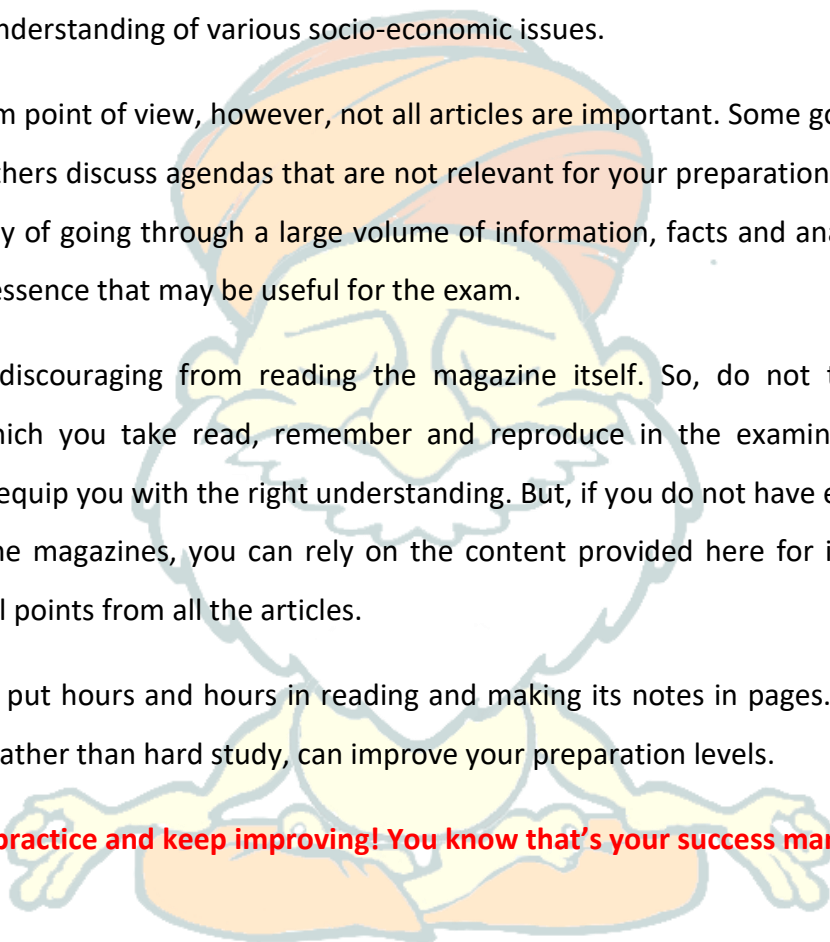 nderstanding of various socio-economic issues.
m point of view, however, not all articles are important. Some go
thers discuss agendas that are not relevant for your preparation
y of going through a large volume of information, facts and ana
essence that may be useful for the exam.
discouraging from reading the magazine itself. So, do not t
hich you take read, remember and reproduce in the examin
equip you with the right understanding. But, if you do not have e
ne magazines, you can rely on the content provided here for i
l points from all the articles.
put hours and hours in reading and making its notes in pages.
ather than hard study, can improve your preparation levels.
practice and keep improving! You know that’s your success man